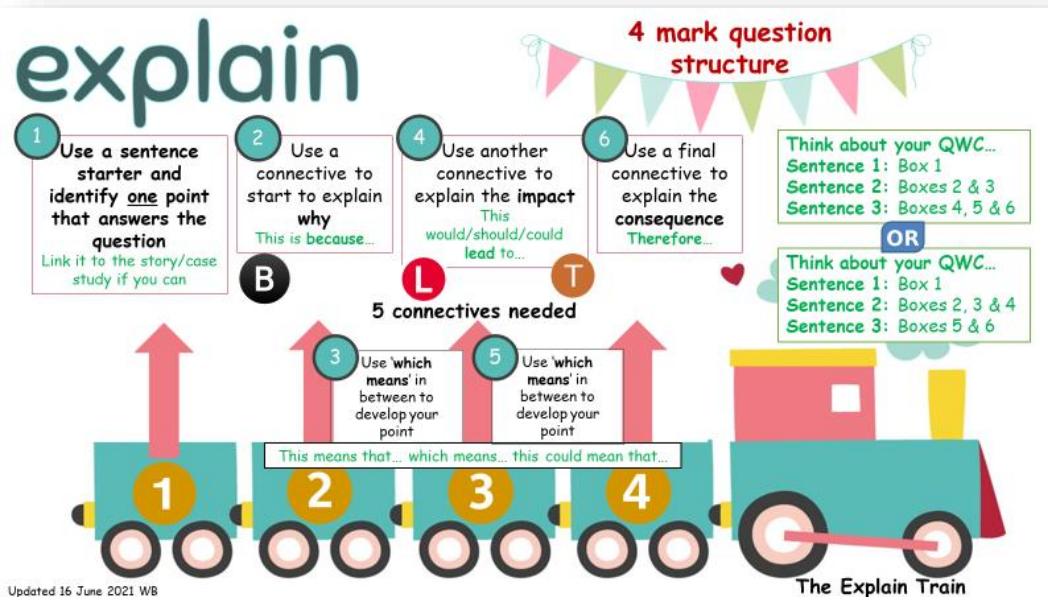 explain
4 mark question
structure
1
Use a sentence
starter and
identify one point
that answers the
question
Link it to the story/case
study if you can
2
Use a
connective to
start to explain
why
This is because...
B
4
Use another
connective to
explain the impact
This
would/should/could
lead to...
L
6
Use a final
connective to
explain the
consequence
Therefore...
T
5 connectives needed
Think about your QWC...
Sentence 1: Box 1
Sentence 2: Boxes 2 & 3
Sentence 3: Boxes 4, 5 & 6
OR
Think about your QWC...
Sentence 1: Box 1
Sentence 2: Boxes 2, 3 & 4
Sentence 3: Boxes 5 & 6
3
Use 'which
means' in
between to
develop your
point
5
Use 'which
means' in
between to
develop your
point
This means that... which means... this could mean that...
1
2
3
4
Updated 16 June 2021 WB
The Explain Train